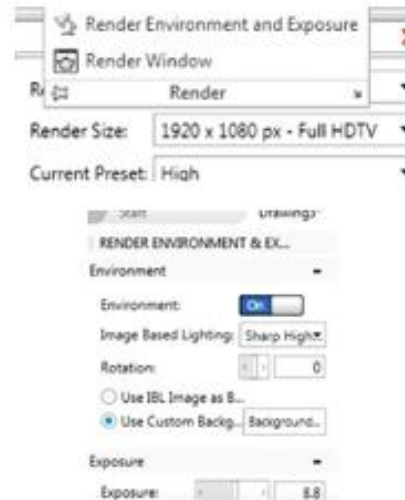 Render Environment and Exposure
Render Window
Render
Render Size: 1920 x 1080 px - Full HDTV
Current Preset: High
Start Drawing3*
RENDER ENVIRONMENT & EX...
Environment
Environment: On
Image Based Lighting: Sharp High
Rotation: 0
Use IBL Image as B...
Use Custom Backg... Background...
Exposure
Exposure: 8.8